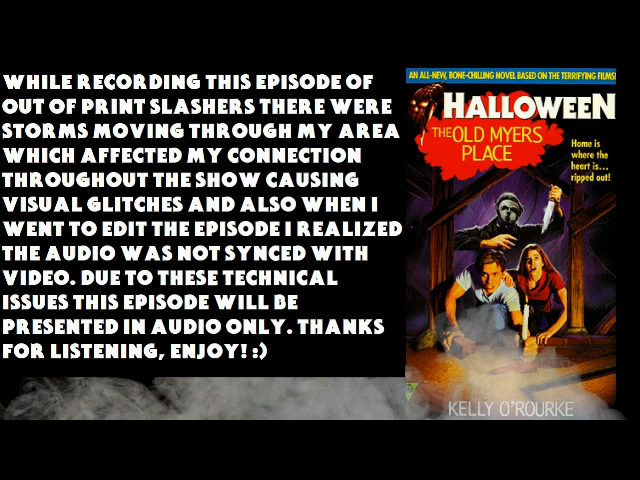 WHILE RECORDING THIS EPISODE OF
OUT OF PRINT SLASHERS THERE WERE
STORMS MOVING THROUGH MY AREA
WHICH AFFECTED MY CONNECTION
THROUGHOUT THE SHOW CAUSING
VISUAL GLITCHES AND ALSO WHEN I
WENT TO EDIT THE EPISODE I REALIZED
THE AUDIO WAS NOT SYNCED WITH
VIDEO. DUE TO THESE TECHNICAL
ISSUES THIS EPISODE WILL BE
PRESENTED IN AUDIO ONLY. THANKS
FOR LISTENING, ENJOY! :)
AN ALL-NEW, BONE-CHILLING NOVEL BASED ON THE TERRIFYING FILMS!
HALLOWEEN
THE OLD MYERS
PLACE
Home is
where the
heart is...
ripped out!
KELLY O'ROURKE